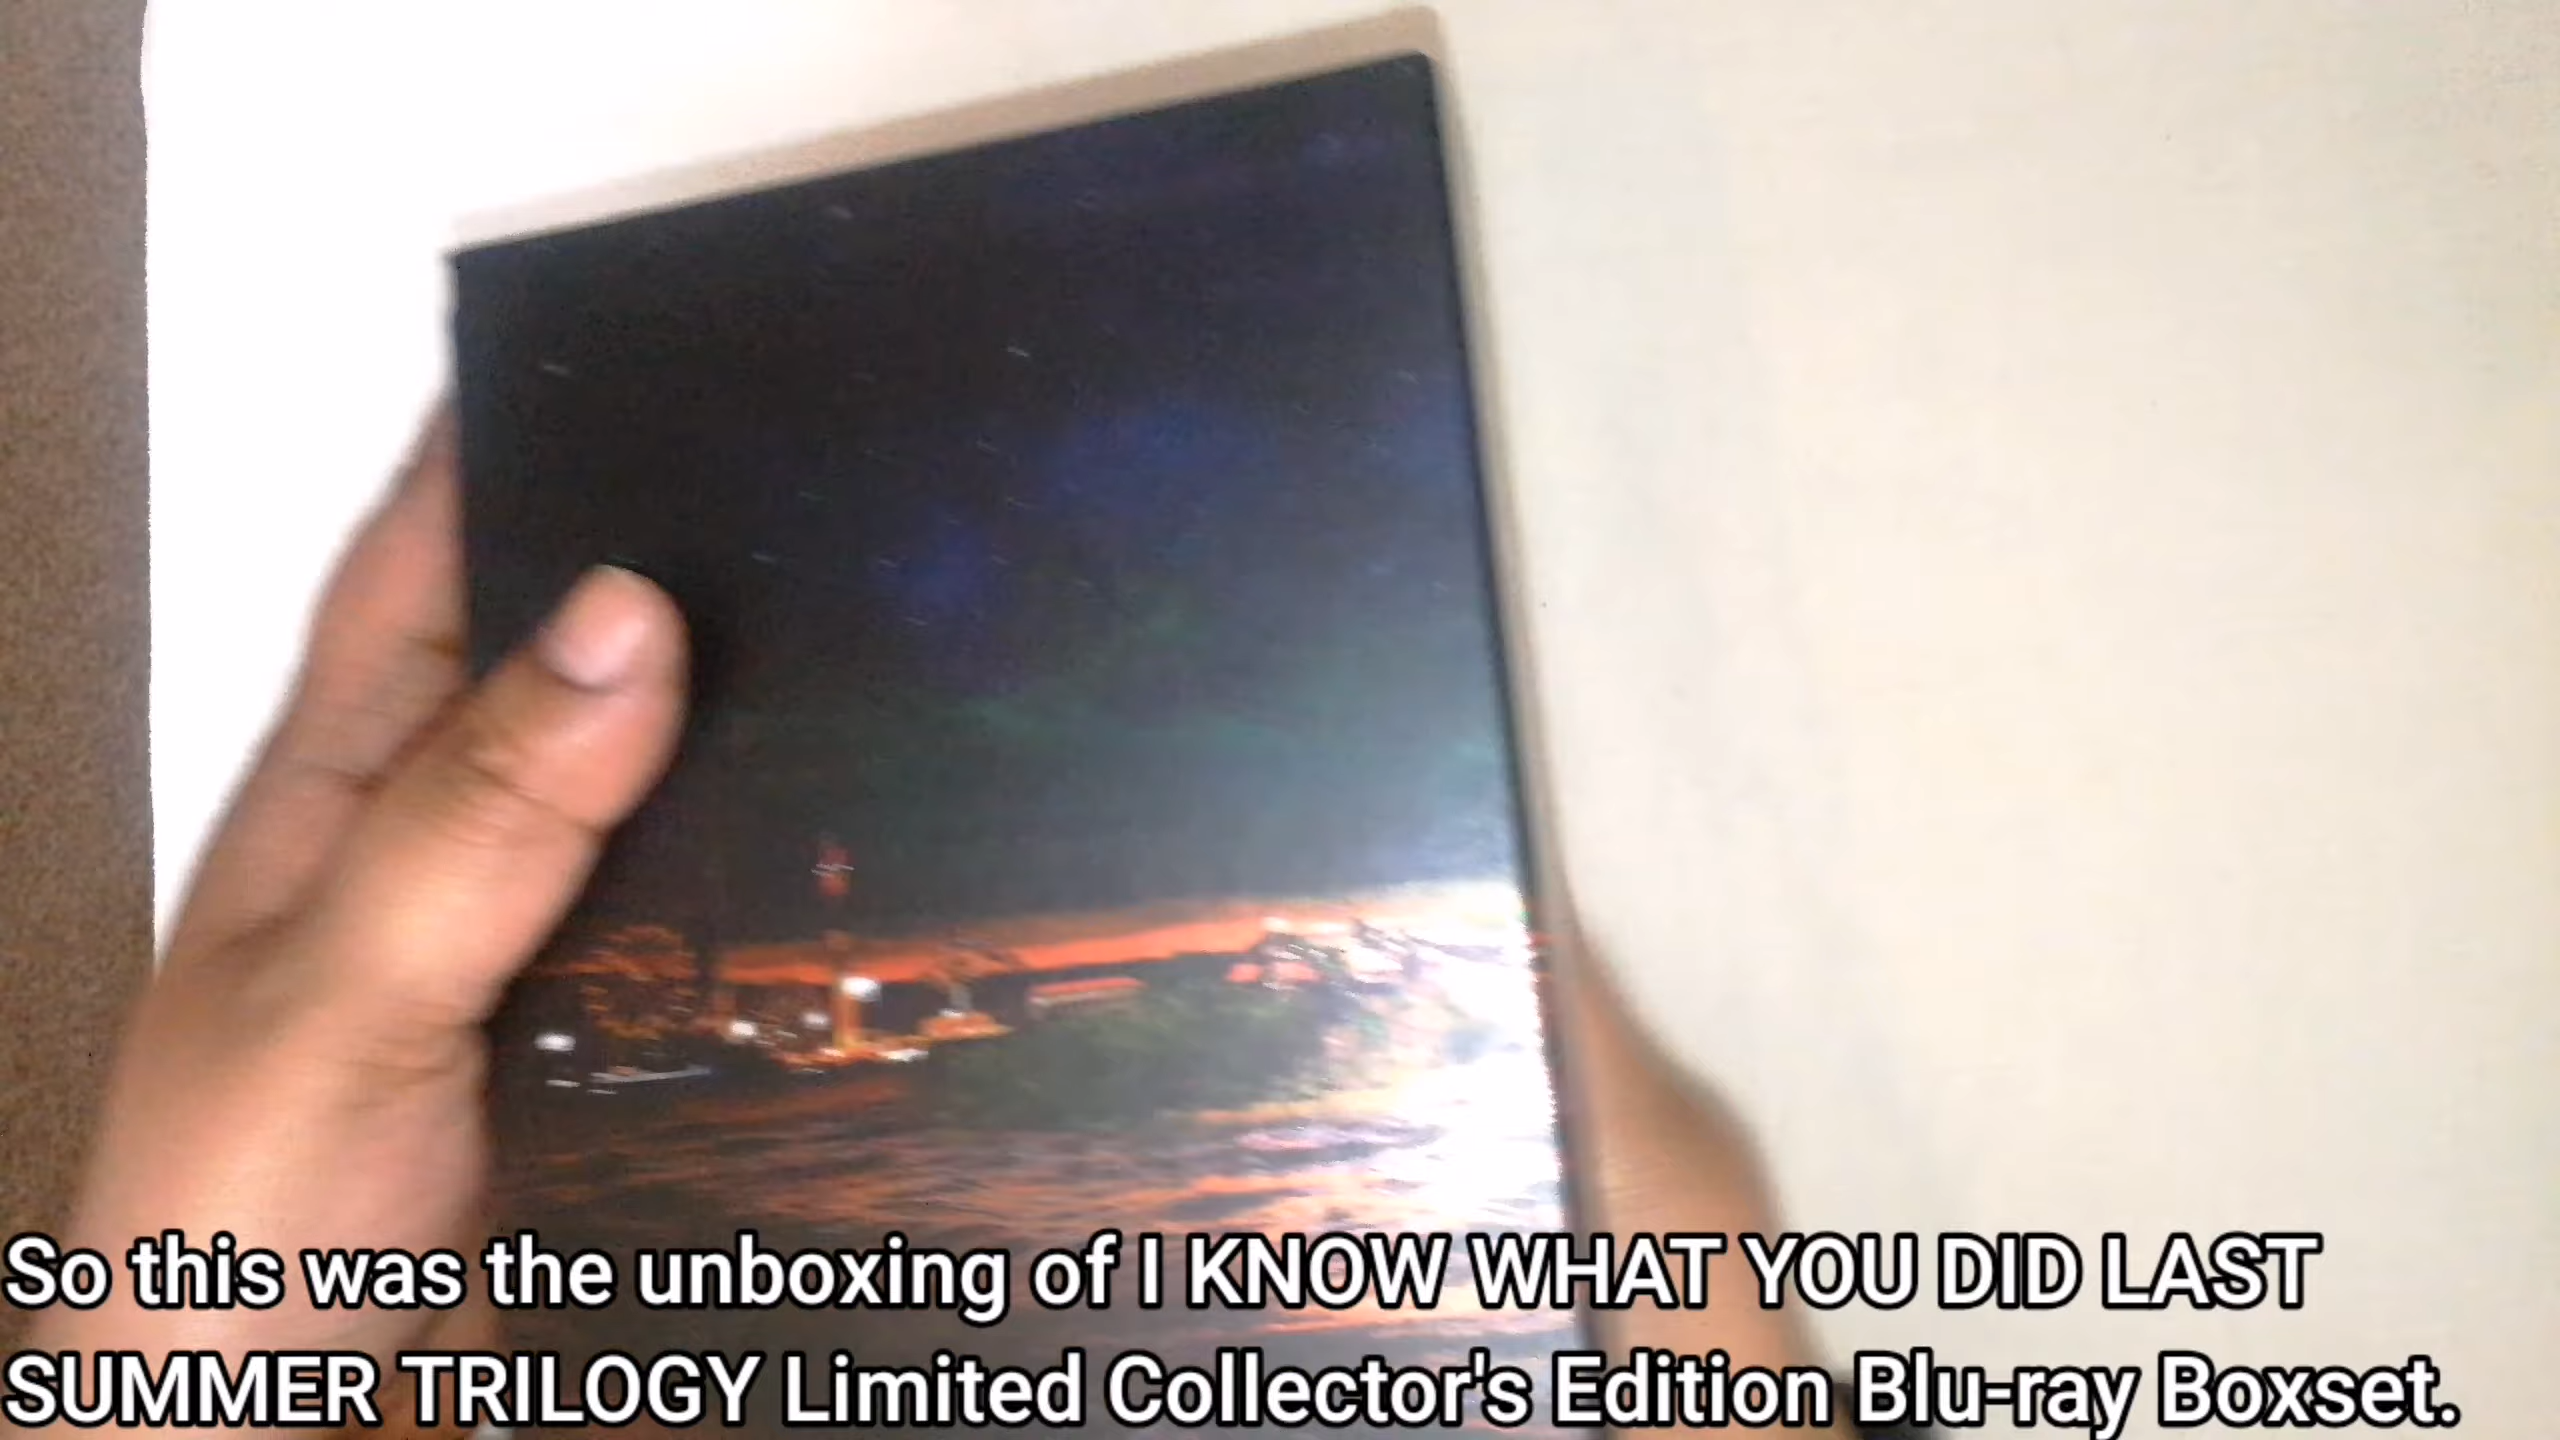 So this was the unboxing of I KNOW WHAT YOU DID LAST
SUMMER TRILOGY Limited Collector's Edition Blu-ray Boxset.